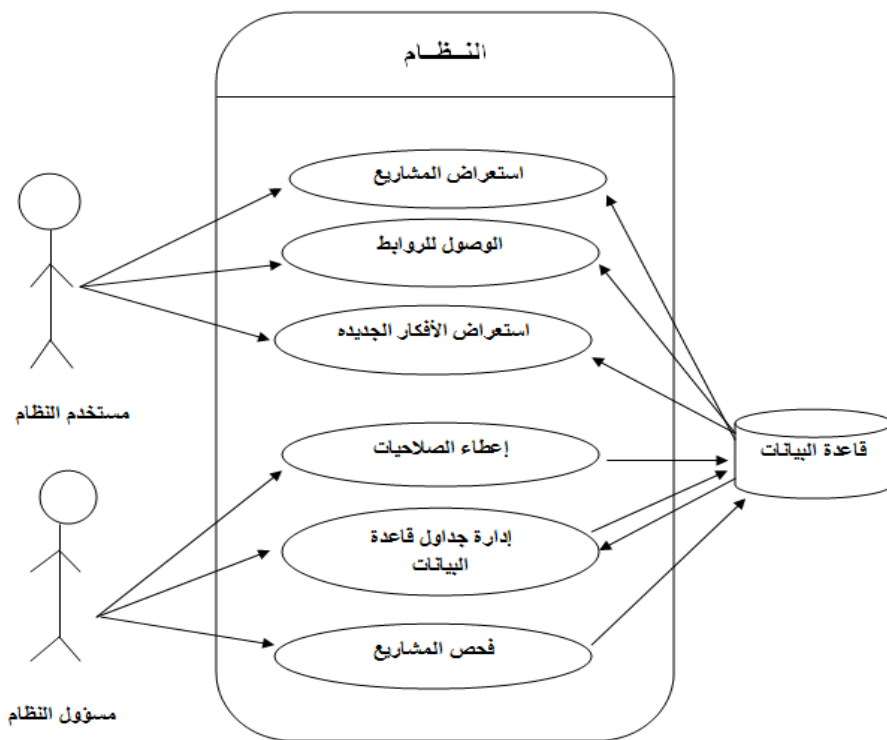 النــظــام
استعراض المشاريع
الوصول للروابط
استعراض الأفكار الجديده
مستخدم النظام
إعطاء الصلاحيات
قاعدة البيانات
إدارة جداول قاعدة
البيانات
فحص المشاريع
مسؤول النظام